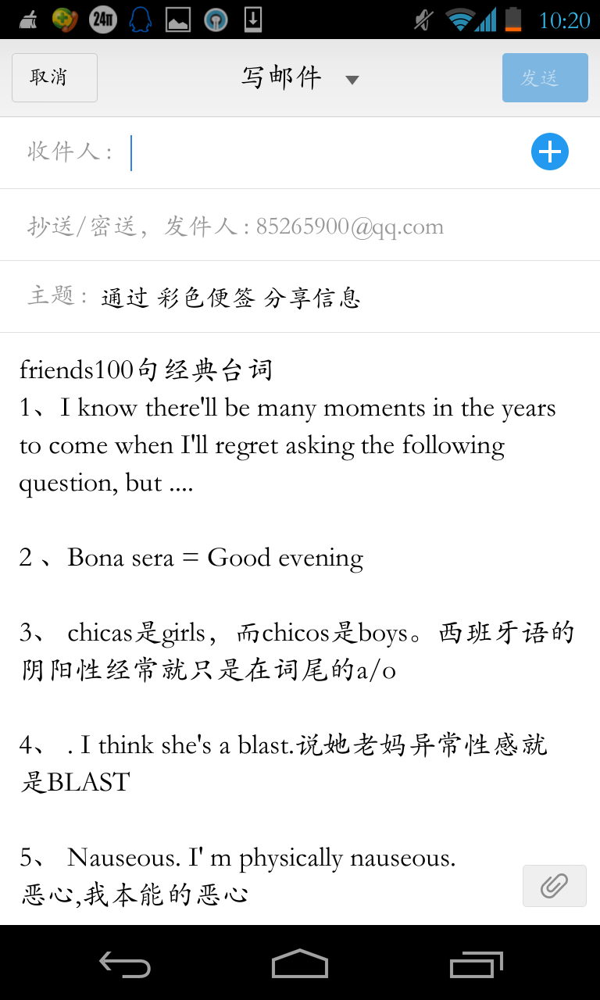 24π
10:20
取消
写邮件
发送
收件人：
抄送/密送，发件人：85265900@qq.com
主题：通过 彩色便签 分享信息
friends100句经典台词
1、I know there'll be many moments in the years
to come when I'll regret asking the following
question, but ....
2 、Bona sera = Good evening
3、 chicas是girls，而chicos是boys。西班牙语的
阴阳性经常就只是在词尾的a/o
4、 . I think she's a blast.说她老妈异常性感就
是BLAST
5、 Nauseous. I' m physically nauseous.
恶心,我本能的恶心